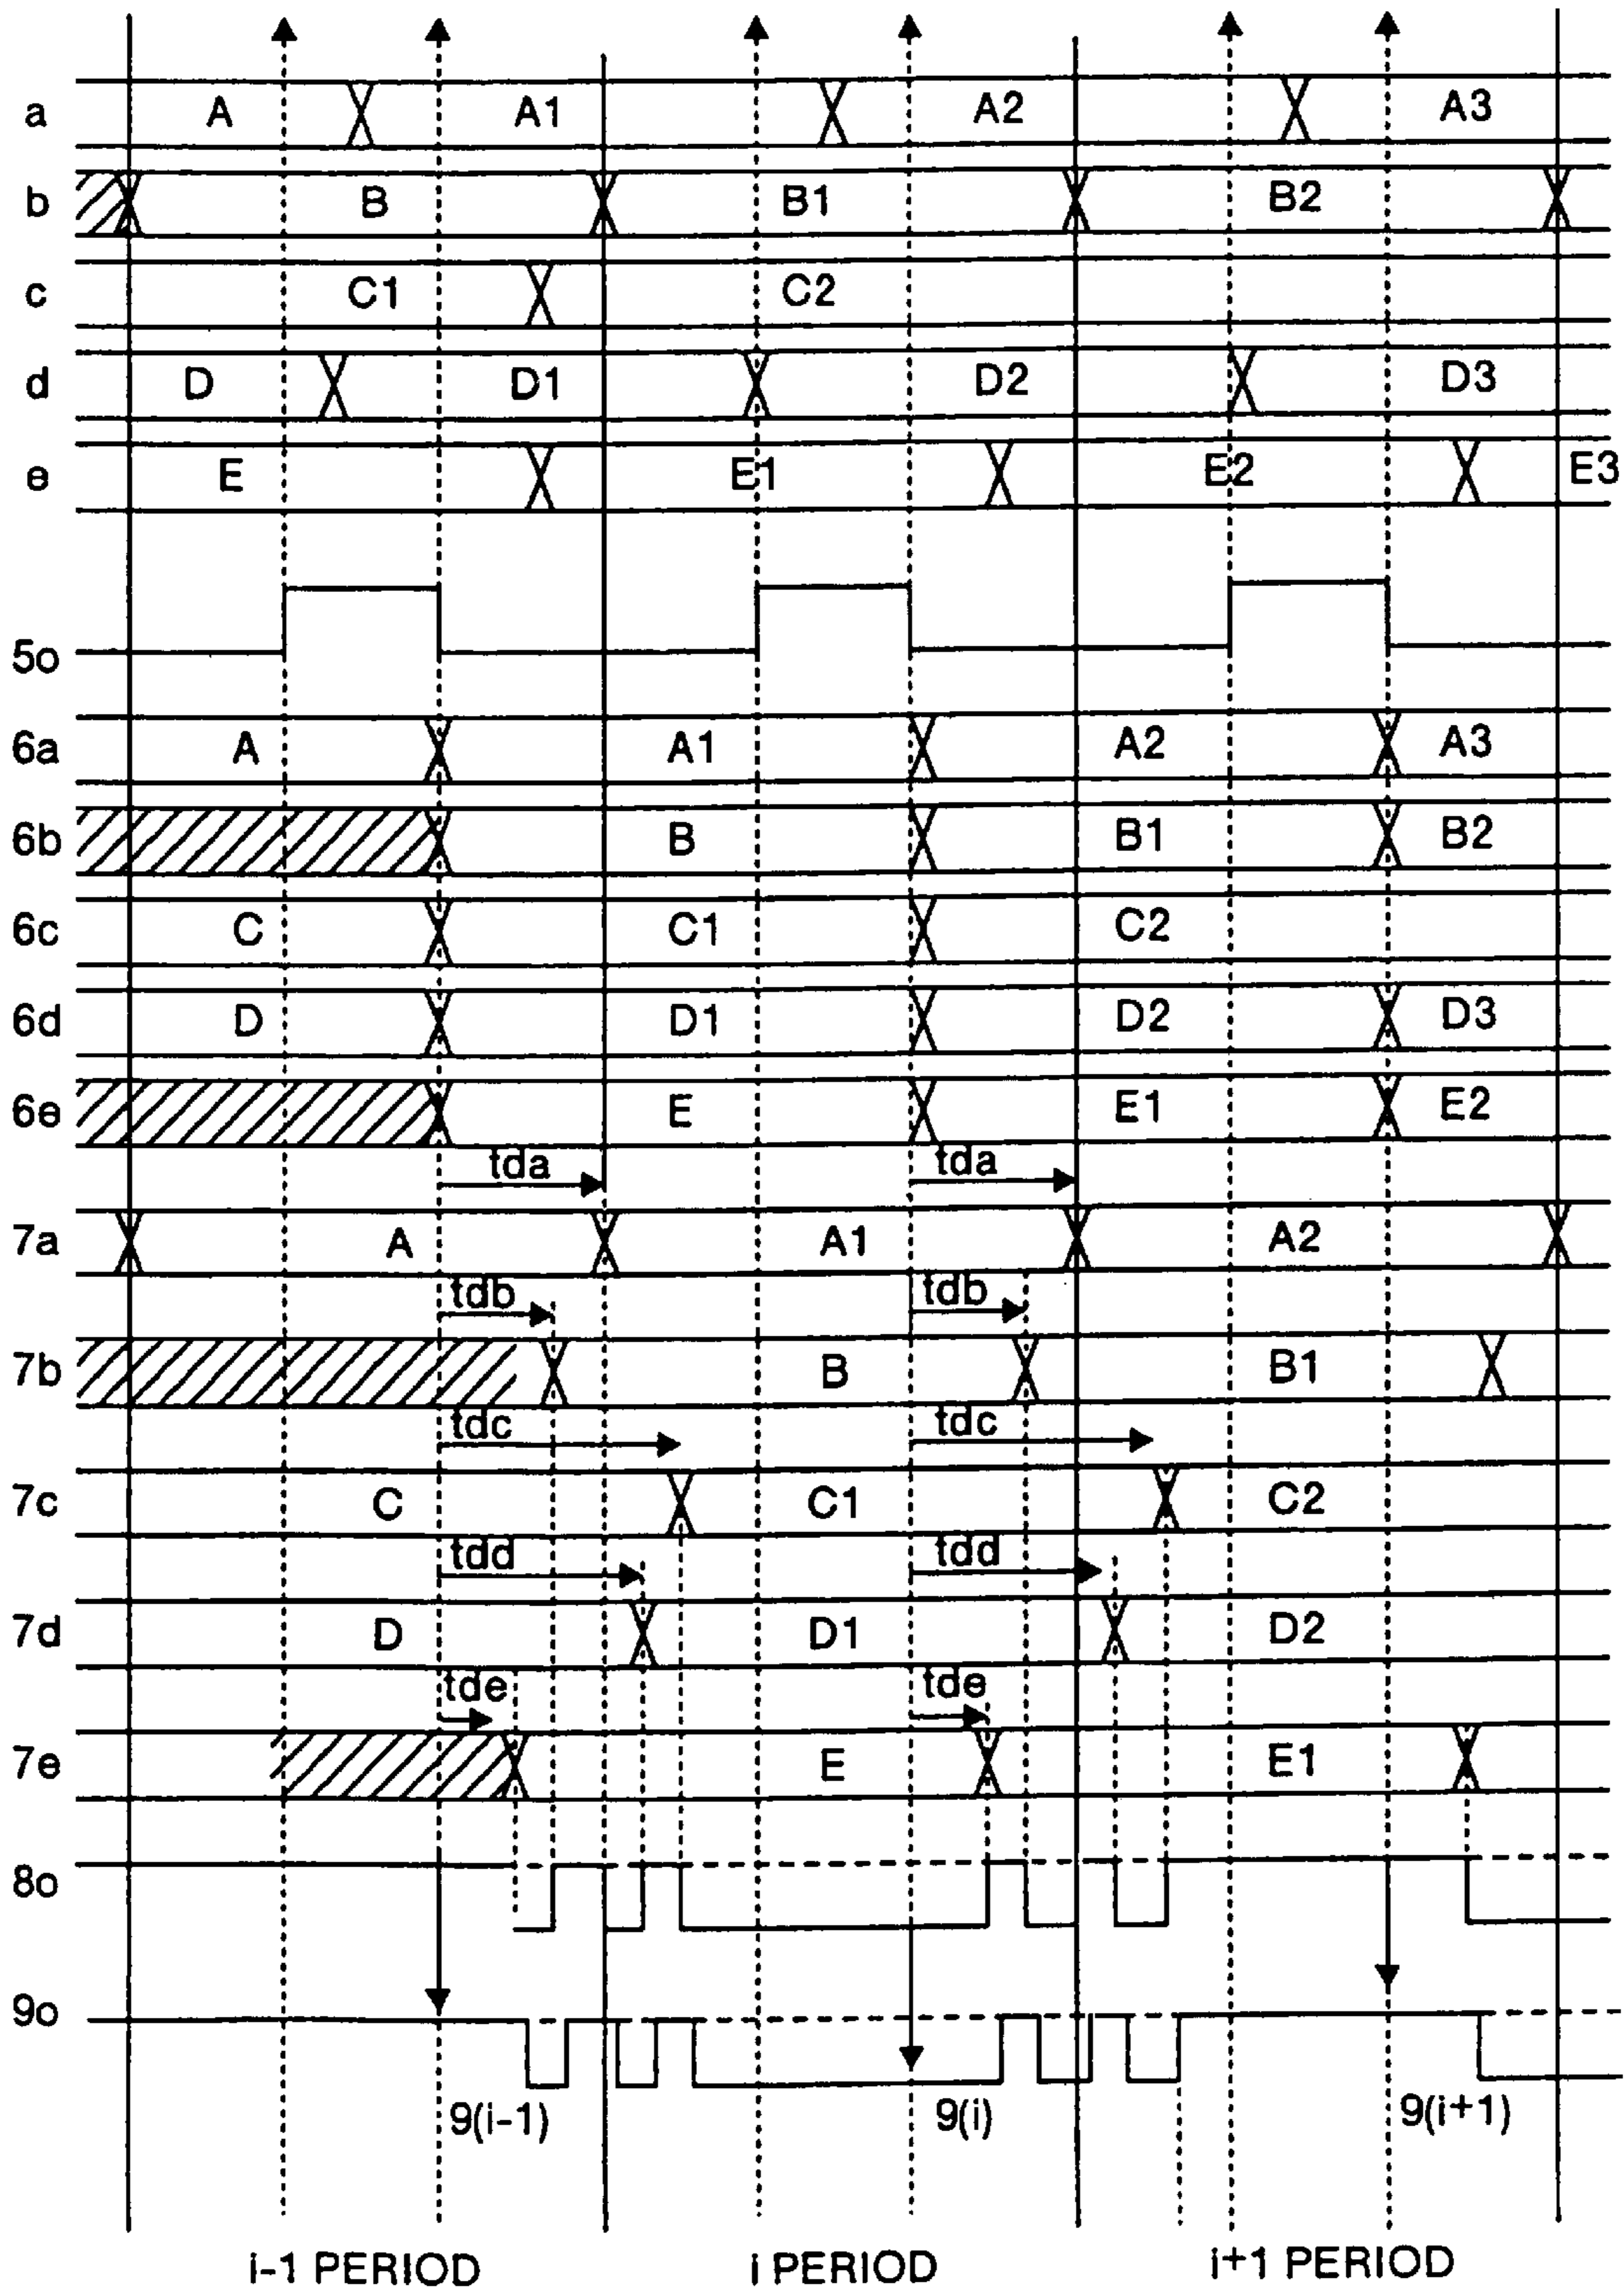 a A A1 A2 A3
b B B1 B2
c C1 C2
d D D1 D2 D3
e E E1 E2 E3
5o
6a A A1 A2 A3
6b B B1 B2
6c C C1 C2
6d D D1 D2 D3
6e E E1 E2
tda tda
7a A A1 A2
tdb tdb
7b B B1
tdc tdc
7c C C1 C2
tdd tdd
7d D D1 D2
tde tde
7e E E1
8o
9o
9(i-1) 9(i) 9(i+1)
i-1 PERIOD i PERIOD i+1 PERIOD